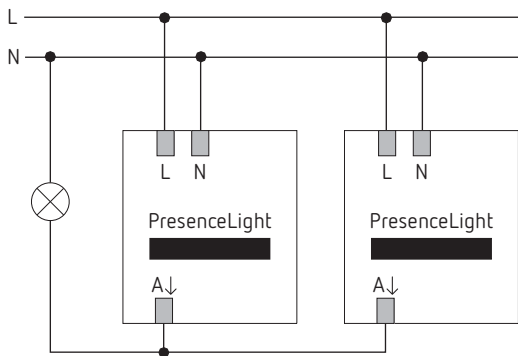 L
N
L N
L N
PresenceLight
PresenceLight
A↓
A↓